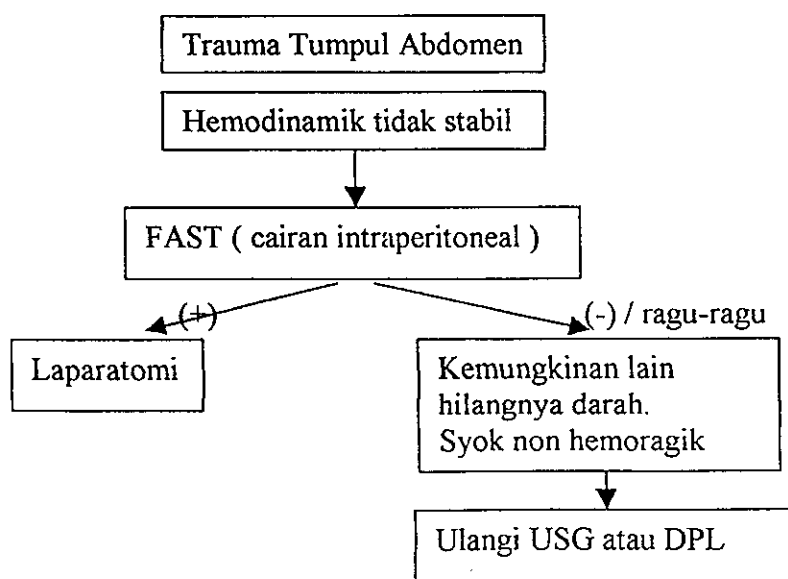 Trauma Tumpul Abdomen
Hemodinamik tidak stabil
FAST ( cairan intraperitoneal )
(+)
(-) / ragu-ragu
Laparatomi
Kemungkinan lain
hilangnya darah.
Syok non hemoragik
Ulangi USG atau DPL